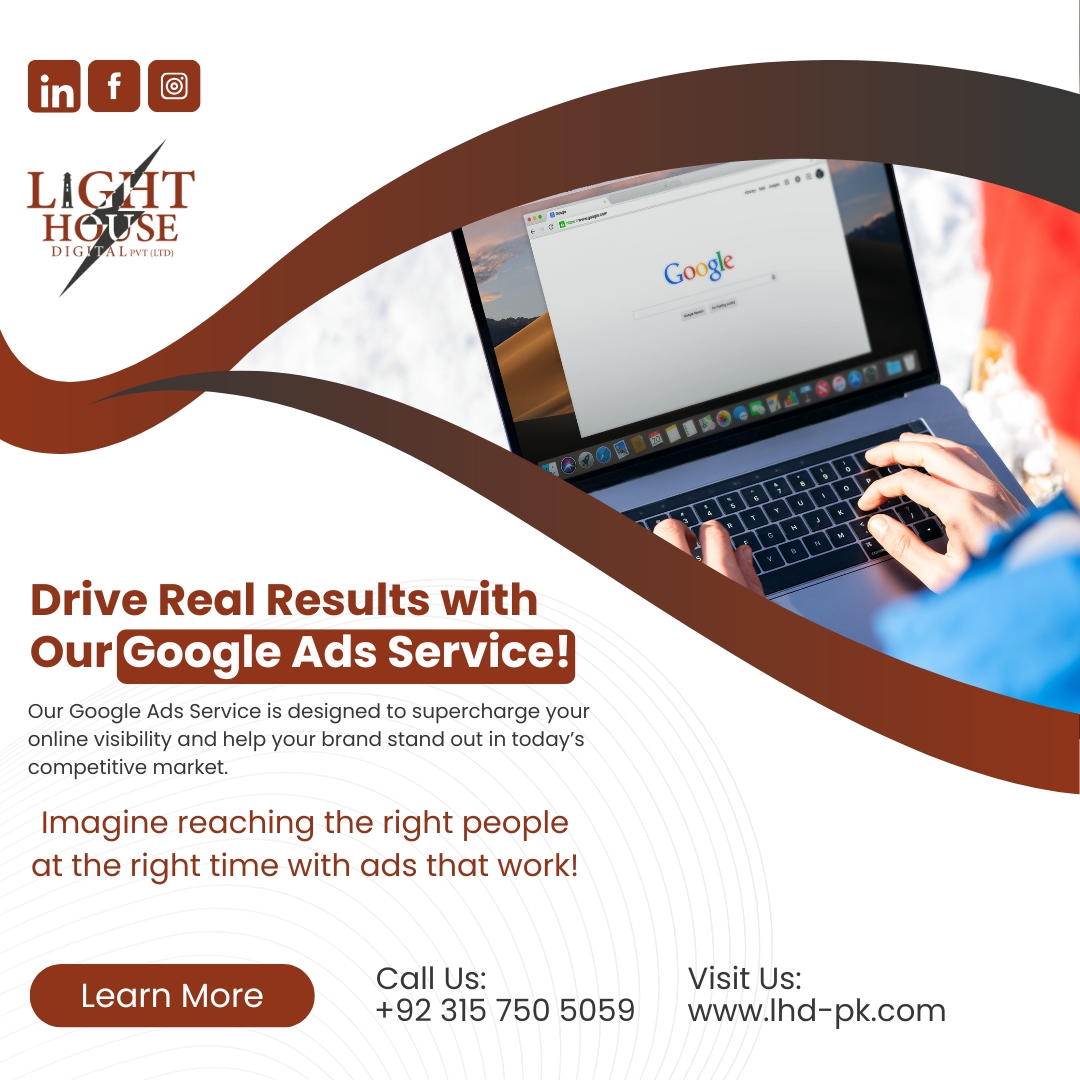 in
f
LIGHT
HOUSE
DIGITAL PVT (LTD)
Google
Drive Real Results with
Our Google Ads Service!
Our Google Ads Service is designed to supercharge your
online visibility and help your brand stand out in today's
competitive market.
Imagine reaching the right people
at the right time with ads that work!
Learn More
Call Us:
+92 315 750 5059
Visit Us:
www.lhd-pk.com